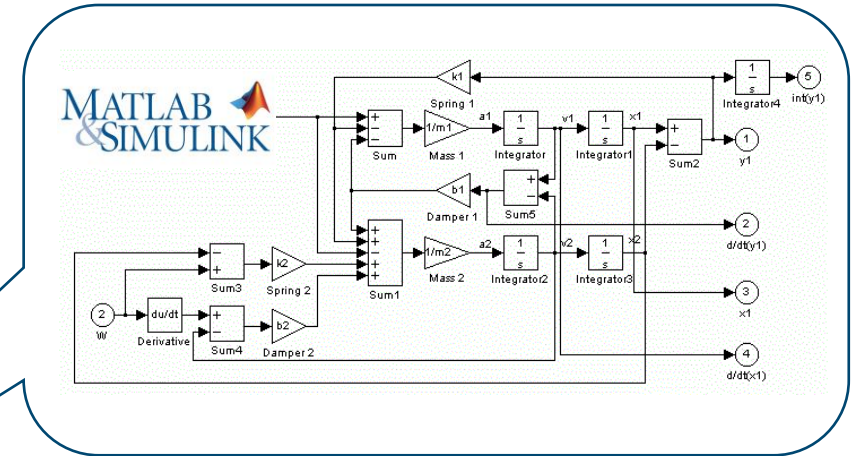 MATLAB
&SIMULINK
k1
Spring 1
1
s
Integrator4
5
int(y1)
+
−
−
Sum
1/m1
Mass 1
a1
1
s
Integrator
v1
1
s
Integrator1
x1
+
−
Sum2
1
y1
b1
Damper 1
+
−
Sum5
2
d/dt(y1)
+
+
−
+
+
Sum1
1/m2
Mass 2
a2
1
s
Integrator2
v2
1
s
Integrator3
x2
−
+
Sum3
k2
Spring 2
3
x1
2
W
du/dt
Derivative
+
−
Sum4
b2
Damper 2
4
d/dt(x1)